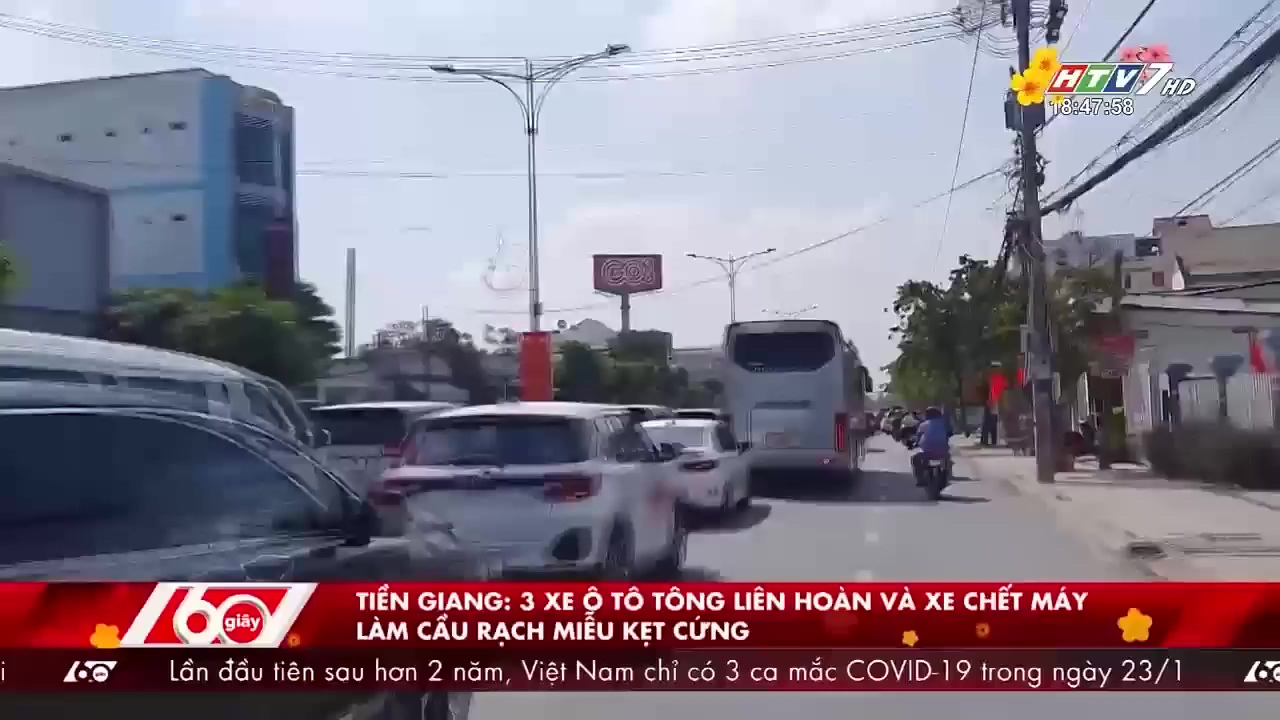 HTV7 HD
18:47:58
GO!
60 giây
TIỀN GIANG: 3 XE Ô TÔ TÔNG LIÊN HOÀN VÀ XE CHẾT MÁY
LÀM CẦU RẠCH MIỄU KẸT CỨNG
i
60
Lần đầu tiên sau hơn 2 năm, Việt Nam chỉ có 3 ca mắc COVID-19 trong ngày 23/1